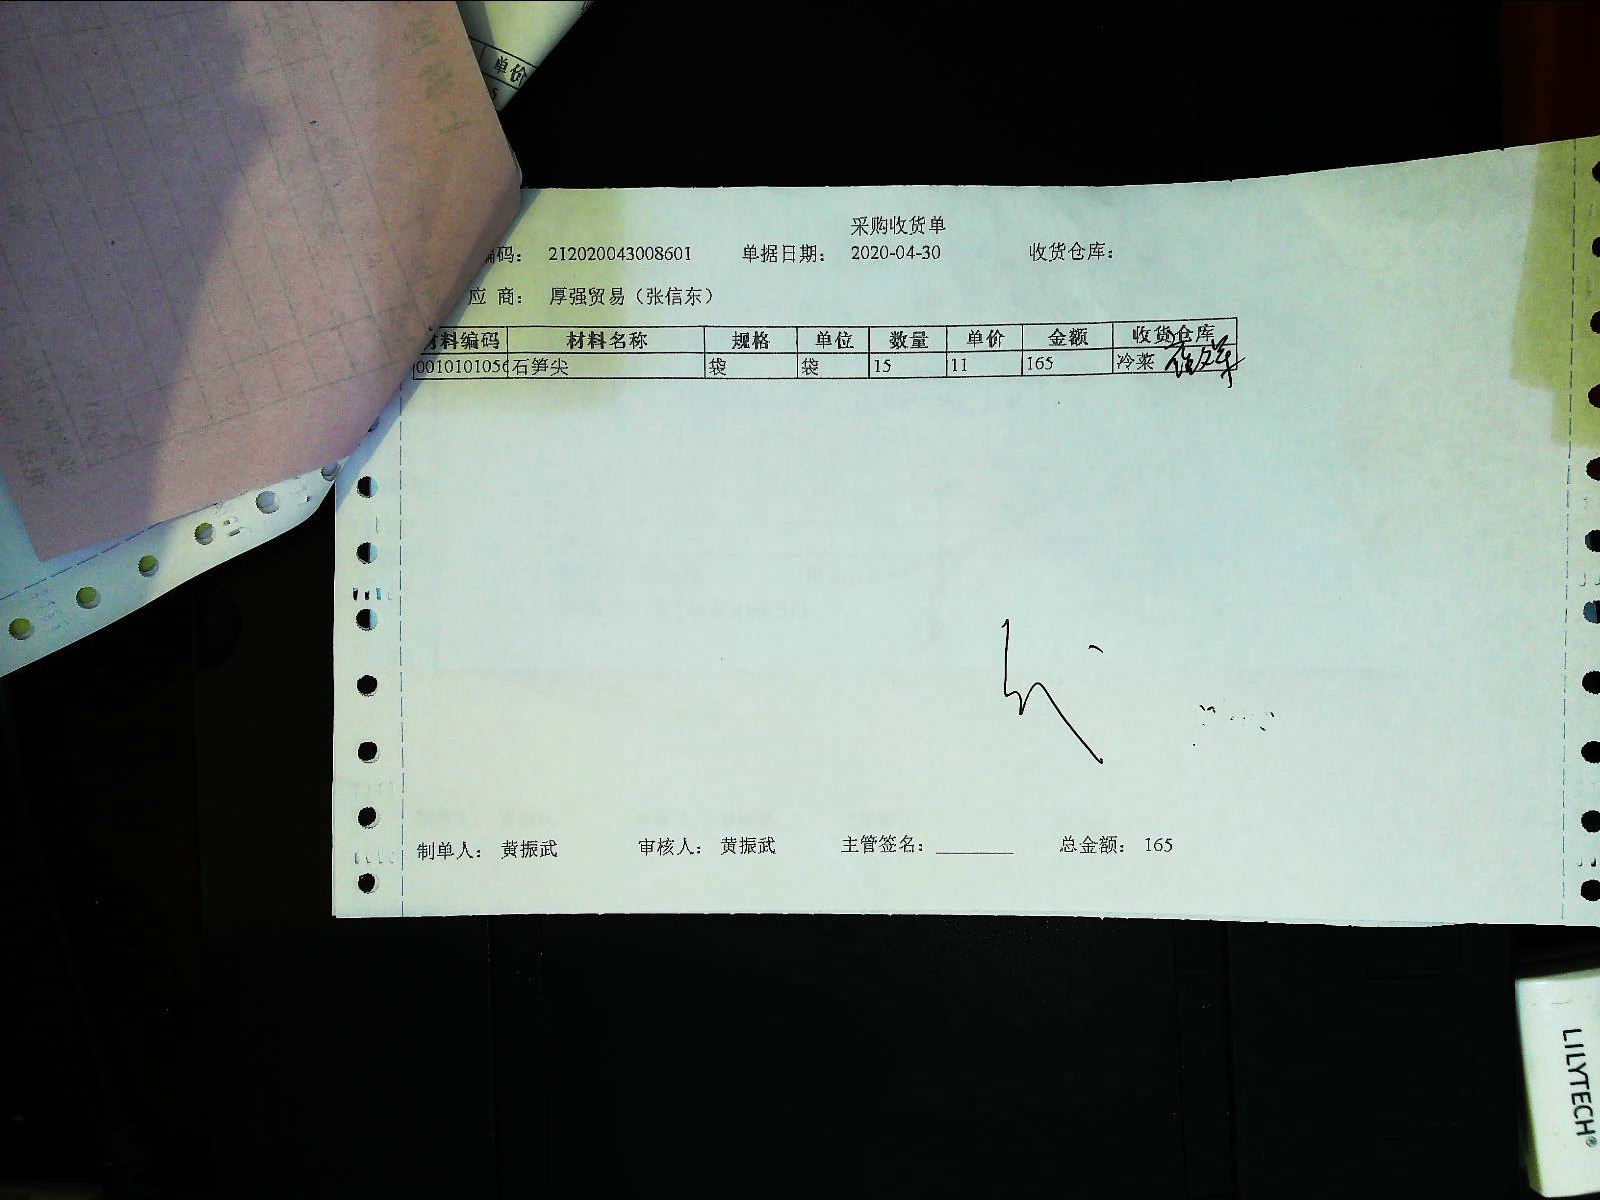 单价
采购收货单
编码： 212020043008601 单据日期： 2020-04-30 收货仓库：
应 商： 厚强贸易（张信东）
材料编码 材料名称 规格 单位 数量 单价 金额 收货仓库
001010105 石笋尖 袋 袋 15 11 165 冷菜
制单人： 黄振武 审核人： 黄振武 主管签名： 总金额： 165
LILYTECH®